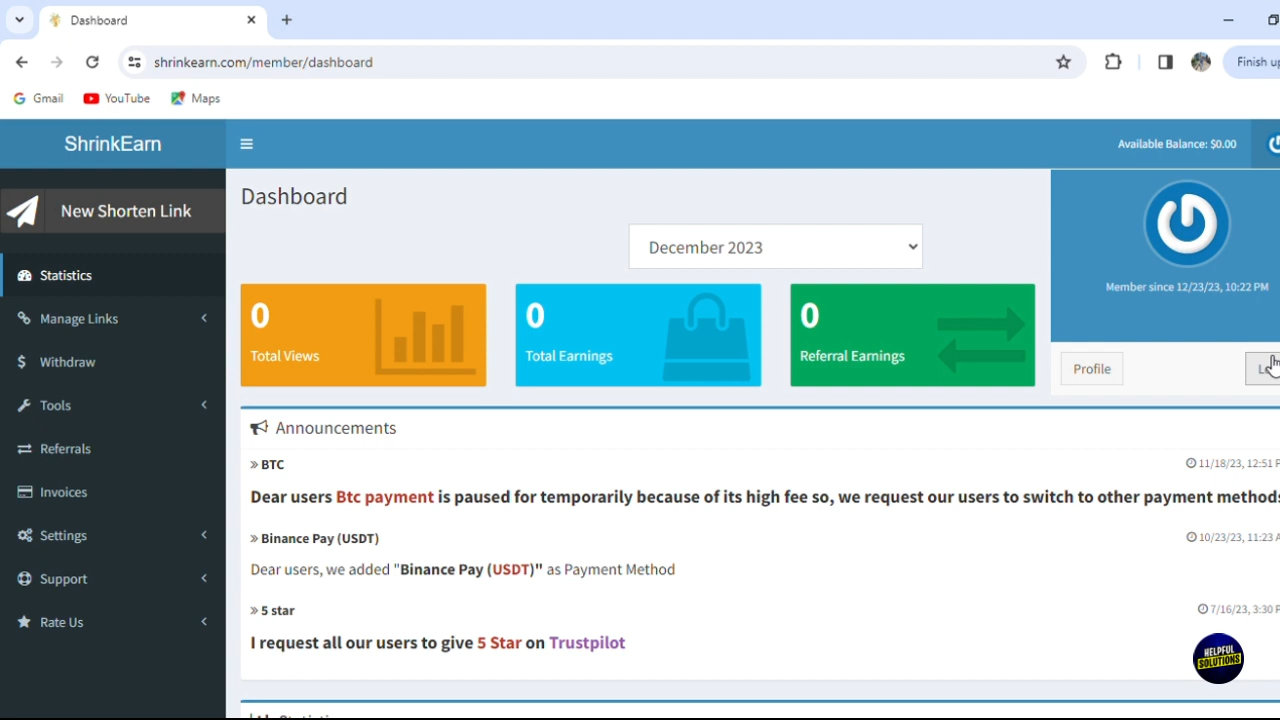 Dashboard
shrinkearn.com/member/dashboard
Finish up
Gmail
YouTube
Maps
ShrinkEarn
Available Balance: $0.00
New Shorten Link
Dashboard
December 2023
Member since 12/23/23, 10:22 PM
Statistics
Manage Links
Withdraw
Tools
Referrals
Invoices
Settings
Support
Rate Us
0
Total Views
0
Total Earnings
0
Referral Earnings
Profile
Announcements
» BTC
11/18/23, 12:51
Dear users Btc payment is paused for temporarily because of its high fee so, we request our users to switch to other payment methods
» Binance Pay (USDT)
10/23/23, 11:23
Dear users, we added "Binance Pay (USDT)" as Payment Method
» 5 star
7/16/23, 3:30
I request all our users to give 5 Star on Trustpilot
HELPFUL
SOLUTIONS